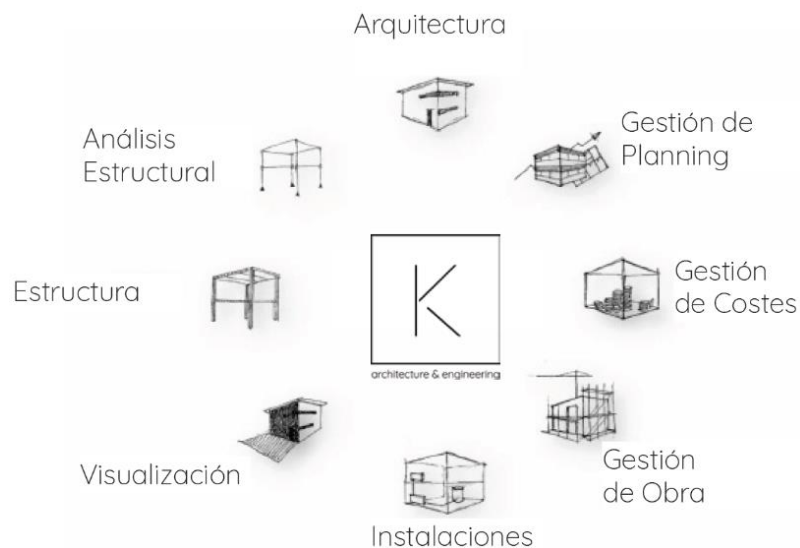 Arquitectura
Análisis
Estructural
Gestión de
Planning
Estructura
K
architecture & engineering
Gestión
de Costes
Visualización
Gestión
de Obra
Instalaciones